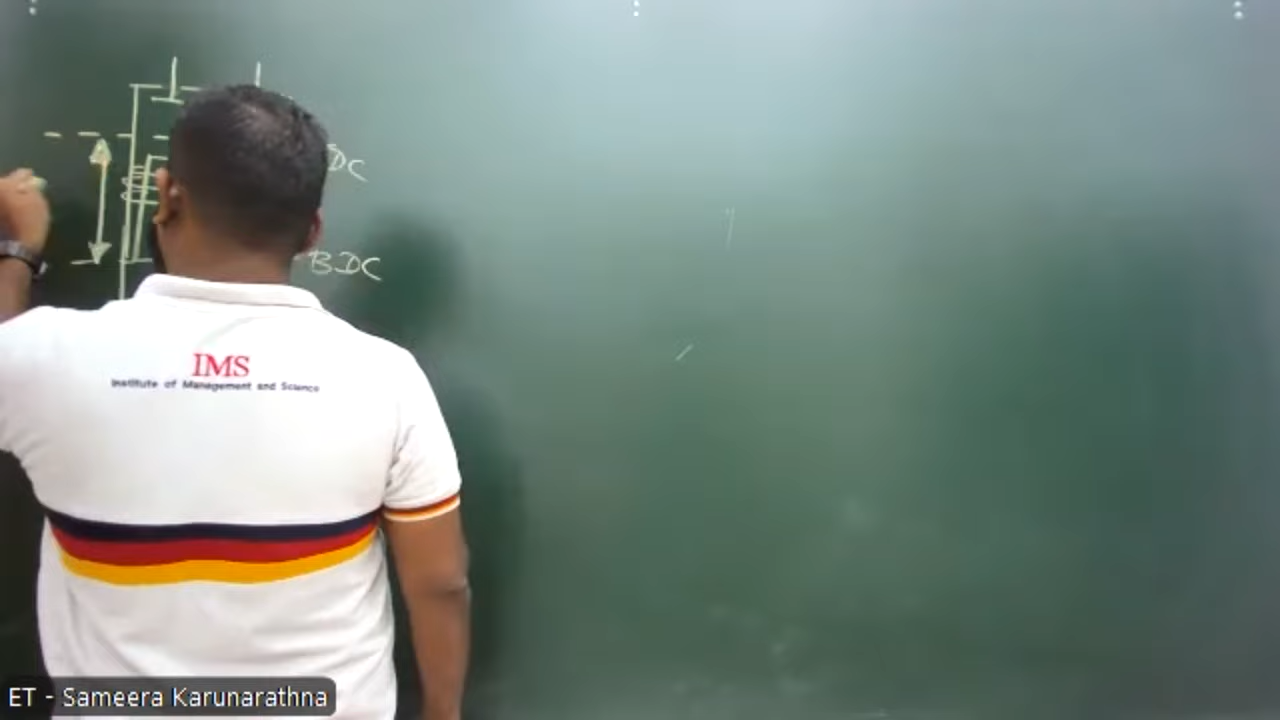 DC
BDC
IMS
Institute of Management and Science
ET - Sameera Karunarathna